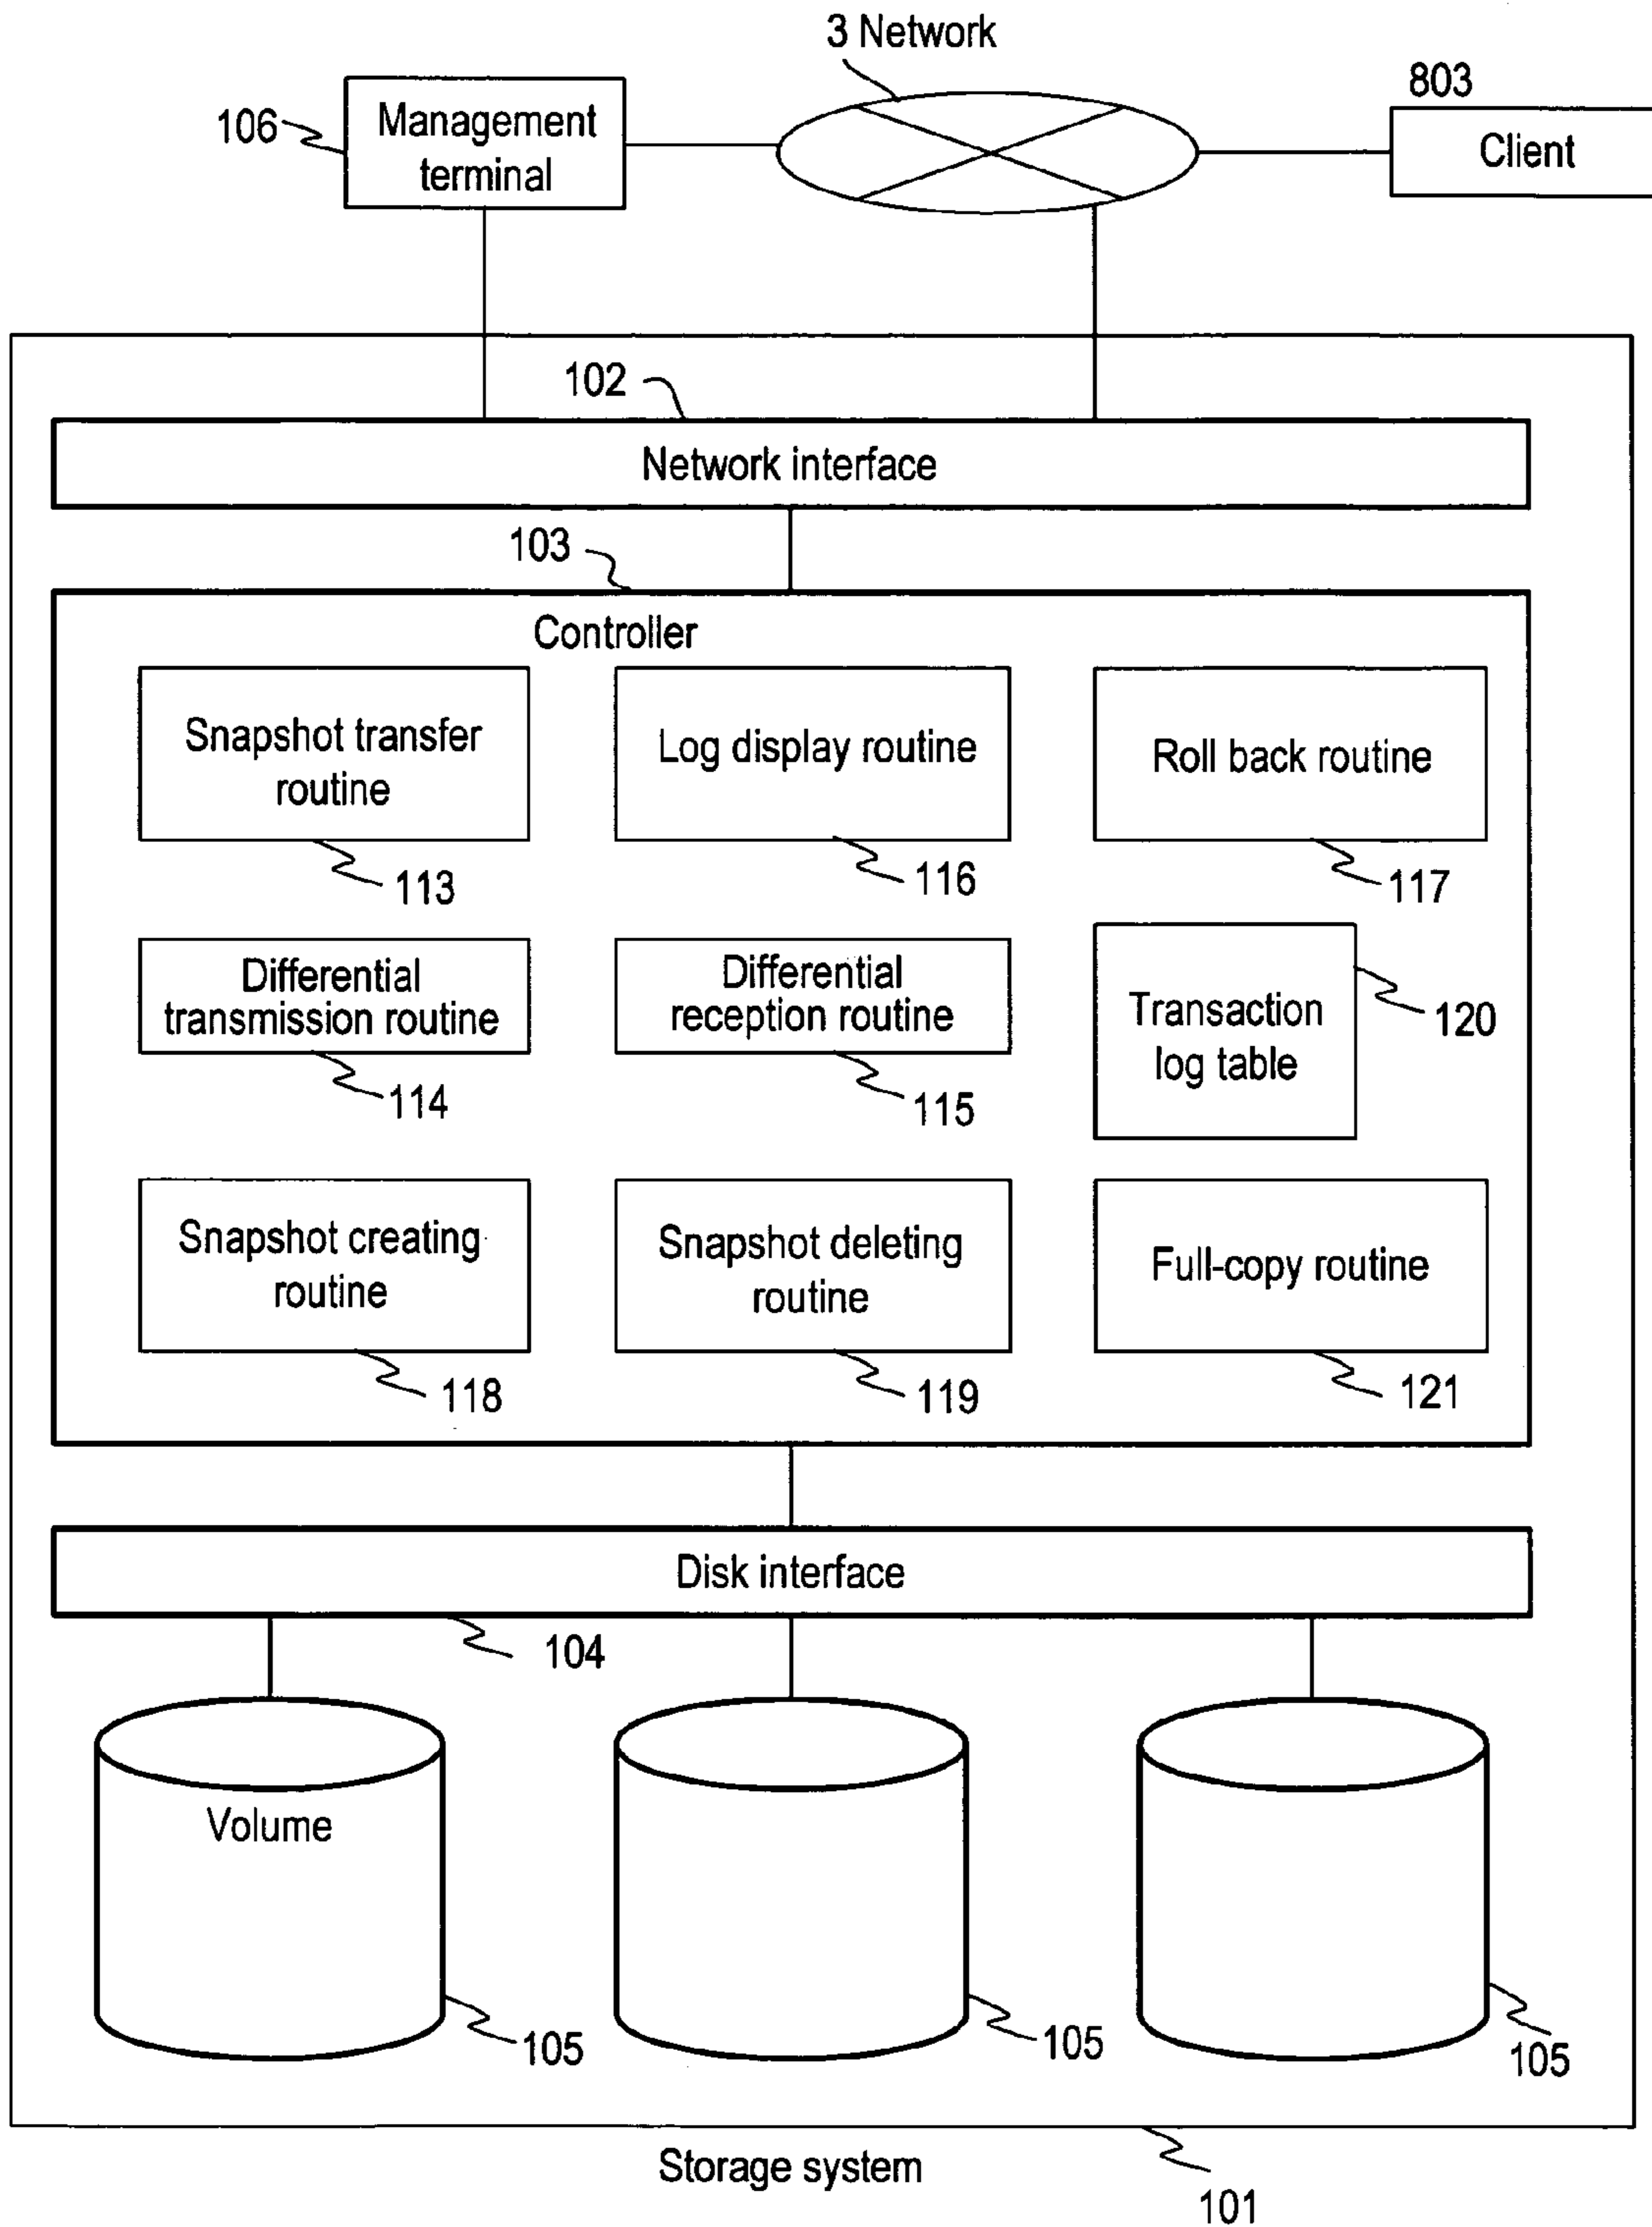 3 Network
803
106
Management
terminal
Client
102
Network interface
103
Controller
Snapshot transfer
routine
Log display routine
Roll back routine
113
116
117
Differential
transmission routine
Differential
reception routine
Transaction
log table
120
114
115
Snapshot creating
routine
Snapshot deleting
routine
Full-copy routine
118
119
121
Disk interface
104
Volume
105
105
105
Storage system
101